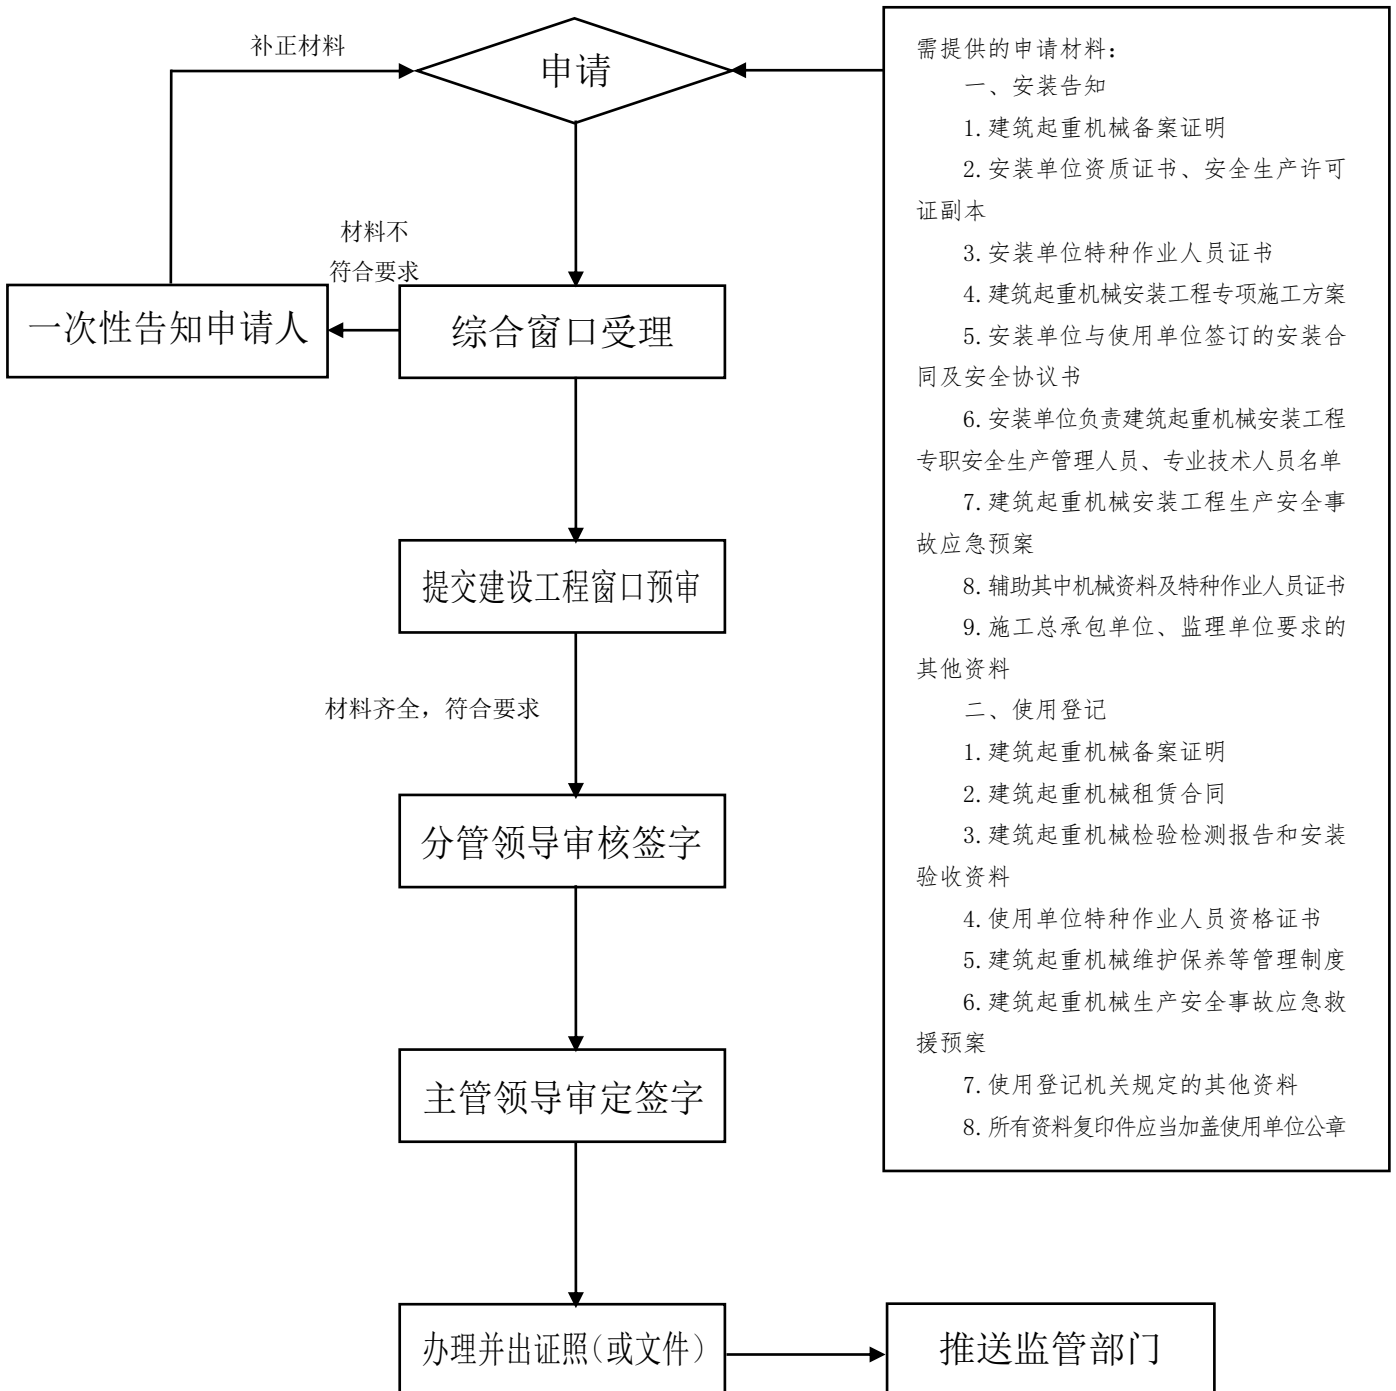 补正材料
申请
材料不
符合要求
一次性告知申请人
综合窗口受理
提交建设工程窗口预审
材料齐全，符合要求
分管领导审核签字
主管领导审定签字
办理并出证照（或文件）
推送监管部门
需提供的申请材料：
一、安装告知
1.建筑起重机械备案证明
2.安装单位资质证书、安全生产许可
证副本
3.安装单位特种作业人员证书
4.建筑起重机械安装工程专项施工方案
5.安装单位与使用单位签订的安装合
同及安全协议书
6.安装单位负责建筑起重机械安装工程
专职安全生产管理人员、专业技术人员名单
7.建筑起重机械安装工程生产安全事
故应急预案
8.辅助其中机械资料及特种作业人员证书
9.施工总承包单位、监理单位要求的
其他资料
二、使用登记
1.建筑起重机械备案证明
2.建筑起重机械租赁合同
3.建筑起重机械检验检测报告和安装
验收资料
4.使用单位特种作业人员资格证书
5.建筑起重机械维护保养等管理制度
6.建筑起重机械生产安全事故应急救
援预案
7.使用登记机关规定的其他资料
8.所有资料复印件应当加盖使用单位公章